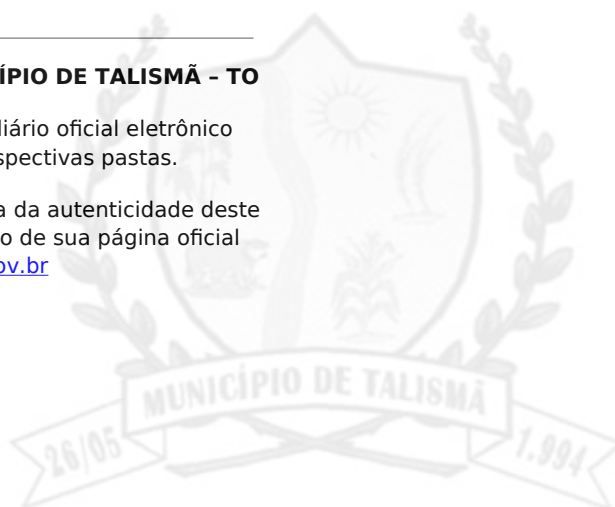 ÍPIO DE TALISMÃ – TO
liário oficial eletrônico
spectivas pastas.
a da autenticidade deste
o de sua página oficial
ov.br
MUNICÍPIO DE TALISMÃ
26/05
1.994